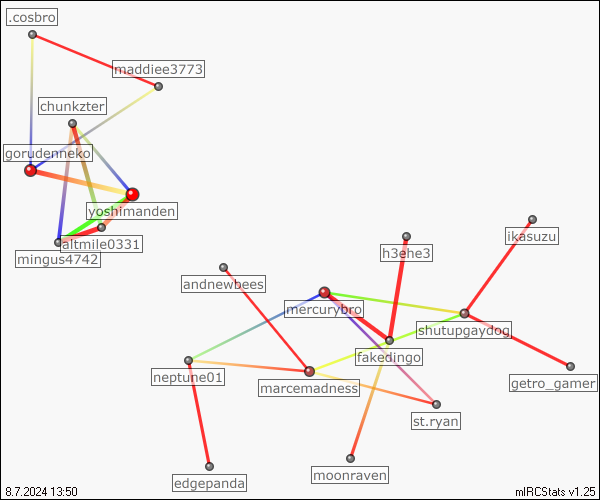 .cosbro
maddiee3773
chunkzter
gorudenneko
yoshimanden
altmile0331
mingus4742
ikasuzu
h3ehe3
andnewbees
mercurybro
shutupgaydog
fakedingo
neptune01
marcemadness
getro_gamer
st.ryan
moonraven
edgepanda
8.7.2024 13:50
mIRCStats v1.25